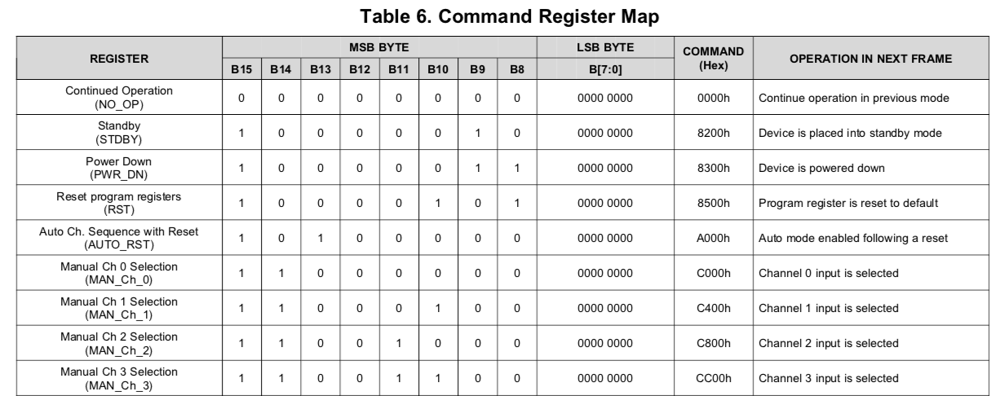 Table 6. Command Register Map
REGISTER MSB BYTE LSB BYTE COMMAND (Hex) OPERATION IN NEXT FRAME
B15 B14 B13 B12 B11 B10 B9 B8 B[7:0]
Continued Operation
(NO_OP) 0 0 0 0 0 0 0 0 0000 0000 0000h Continue operation in previous mode
Standby
(STDBY) 1 0 0 0 0 0 1 0 0000 0000 8200h Device is placed into standby mode
Power Down
(PWR_DN) 1 0 0 0 0 0 1 1 0000 0000 8300h Device is powered down
Reset program registers
(RST) 1 0 0 0 0 1 0 1 0000 0000 8500h Program register is reset to default
Auto Ch. Sequence with Reset
(AUTO_RST) 1 0 1 0 0 0 0 0 0000 0000 A000h Auto mode enabled following a reset
Manual Ch 0 Selection
(MAN_Ch_0) 1 1 0 0 0 0 0 0 0000 0000 C000h Channel 0 input is selected
Manual Ch 1 Selection
(MAN_Ch_1) 1 1 0 0 0 1 0 0 0000 0000 C400h Channel 1 input is selected
Manual Ch 2 Selection
(MAN_Ch_2) 1 1 0 0 1 0 0 0 0000 0000 C800h Channel 2 input is selected
Manual Ch 3 Selection
(MAN_Ch_3) 1 1 0 0 1 1 0 0 0000 0000 CC00h Channel 3 input is selected